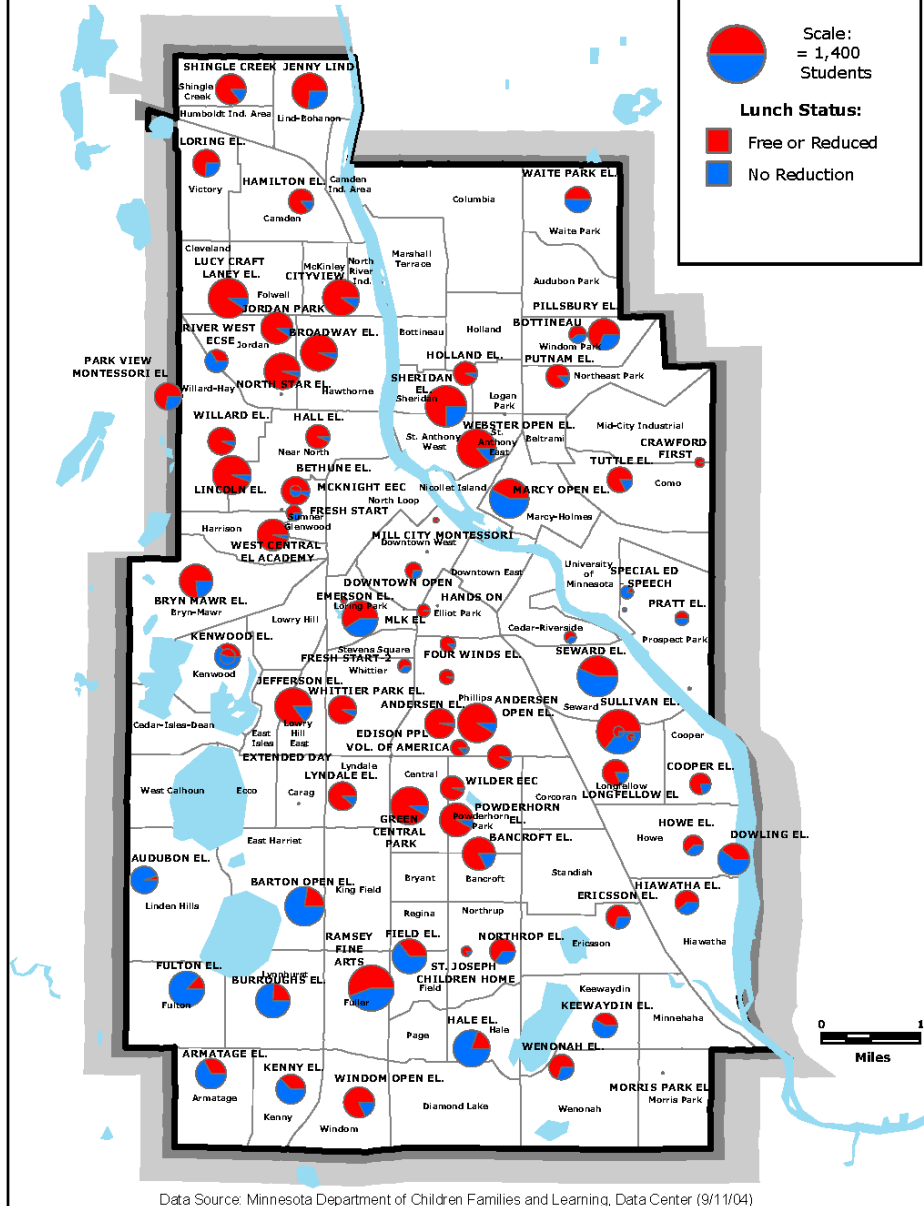 Scale:
= 1,400
Students
Lunch Status:
Free or Reduced
No Reduction
SHINGLE CREEK
JENNY LIND
Shingle
Creek
Humboldt Ind. Area
Lind-Bohanon
LORING EL.
Victory
HAMILTON EL.
Camden
Camden
Ind. Area
WAITE PARK EL.
Columbia
Waite Park
Cleveland
LUCY CRAFT
LANEY EL.
McKinley
CITYVIEW
North
River
Ind.
Marshall
Terrace
Folwell
Audubon Park
JORDAN PARK
PILLSBURY EL.
RIVER WEST
ECSE
Jordan
BROADWAY EL.
Bottineau
Holland
BOTTINEAU
Windom Park
PARK VIEW
MONTESSORI EL
HOLLAND EL.
PUTNAM EL.
Willard-Hay
NORTH STAR EL.
Hawthorne
SHERIDAN
EL
Sheridan
Northeast Park
Logan
Park
WILLARD EL.
HALL EL.
WEBSTER OPEN EL.
Mid-City Industrial
St. Anthony
West
St.
Anthony
East
Beltrami
CRAWFORD
FIRST
Near North
BETHUNE EL.
TUTTLE EL.
Como
LINCOLN EL.
MCKNIGHT EEC
Nicollet Island
MARCY OPEN EL.
North Loop
FRESH START
Sumner
Glenwood
Marcy-Holmes
Harrison
WEST CENTRAL
EL ACADEMY
MILL CITY MONTESSORI
Downtown West
University
of
Minnesota
SPECIAL ED
SPEECH
DOWNTOWN OPEN
Downtown East
BRYN MAWR EL.
Bryn-Mawr
EMERSON EL.
Loring Park
HANDS ON
Elliot Park
PRATT EL.
Lowry Hill
MLK EL
Cedar-Riverside
Prospect Park
KENWOOD EL.
Kenwood
Stevens Square
FRESH START-2
Whittier
FOUR WINDS EL.
SEWARD EL.
JEFFERSON EL.
WHITTIER PARK EL.
Phillips
ANDERSEN
OPEN EL.
ANDERSEN EL.
Seward
SULLIVAN EL.
Cedar-Isles-Dean
East
Isles
Lowry
Hill
East
EDISON PPL
VOL. OF AMERICA
Cooper
EXTENDED DAY
Lyndale
LYNDALE EL.
Central
WILDER EEC
COOPER EL.
West Calhoun
Ecco
Carag
Corcoran
Longfellow
LONGFELLOW EL
GREEN
CENTRAL
PARK
POWDERHORN
EL.
Powderhorn
Park
HOWE EL.
Howe
DOWLING EL.
East Harriet
BANCROFT EL.
AUDUBON EL.
BARTON OPEN EL.
King Field
Bryant
Bancroft
Standish
HIAWATHA EL.
Linden Hills
ERICSSON EL.
Regina
Northrup
RAMSEY
FINE
ARTS
FIELD EL.
NORTHROP EL.
Ericsson
Hiawatha
FULTON EL.
Lynnhurst
BURROUGHS EL.
ST. JOSEPH
CHILDREN HOME
Field
Fulton
Fuller
Keewaydin
KEEWAYDIN EL.
Minnehaha
HALE EL.
Hale
Page
WENONAH EL.
0
1
Miles
ARMATAGE EL.
KENNY EL.
WINDOM OPEN EL.
MORRIS PARK EL
Morris Park
Armatage
Kenny
Windom
Diamond Lake
Wenonah
Data Source: Minnesota Department of Children Families and Learning, Data Center (9/11/04)